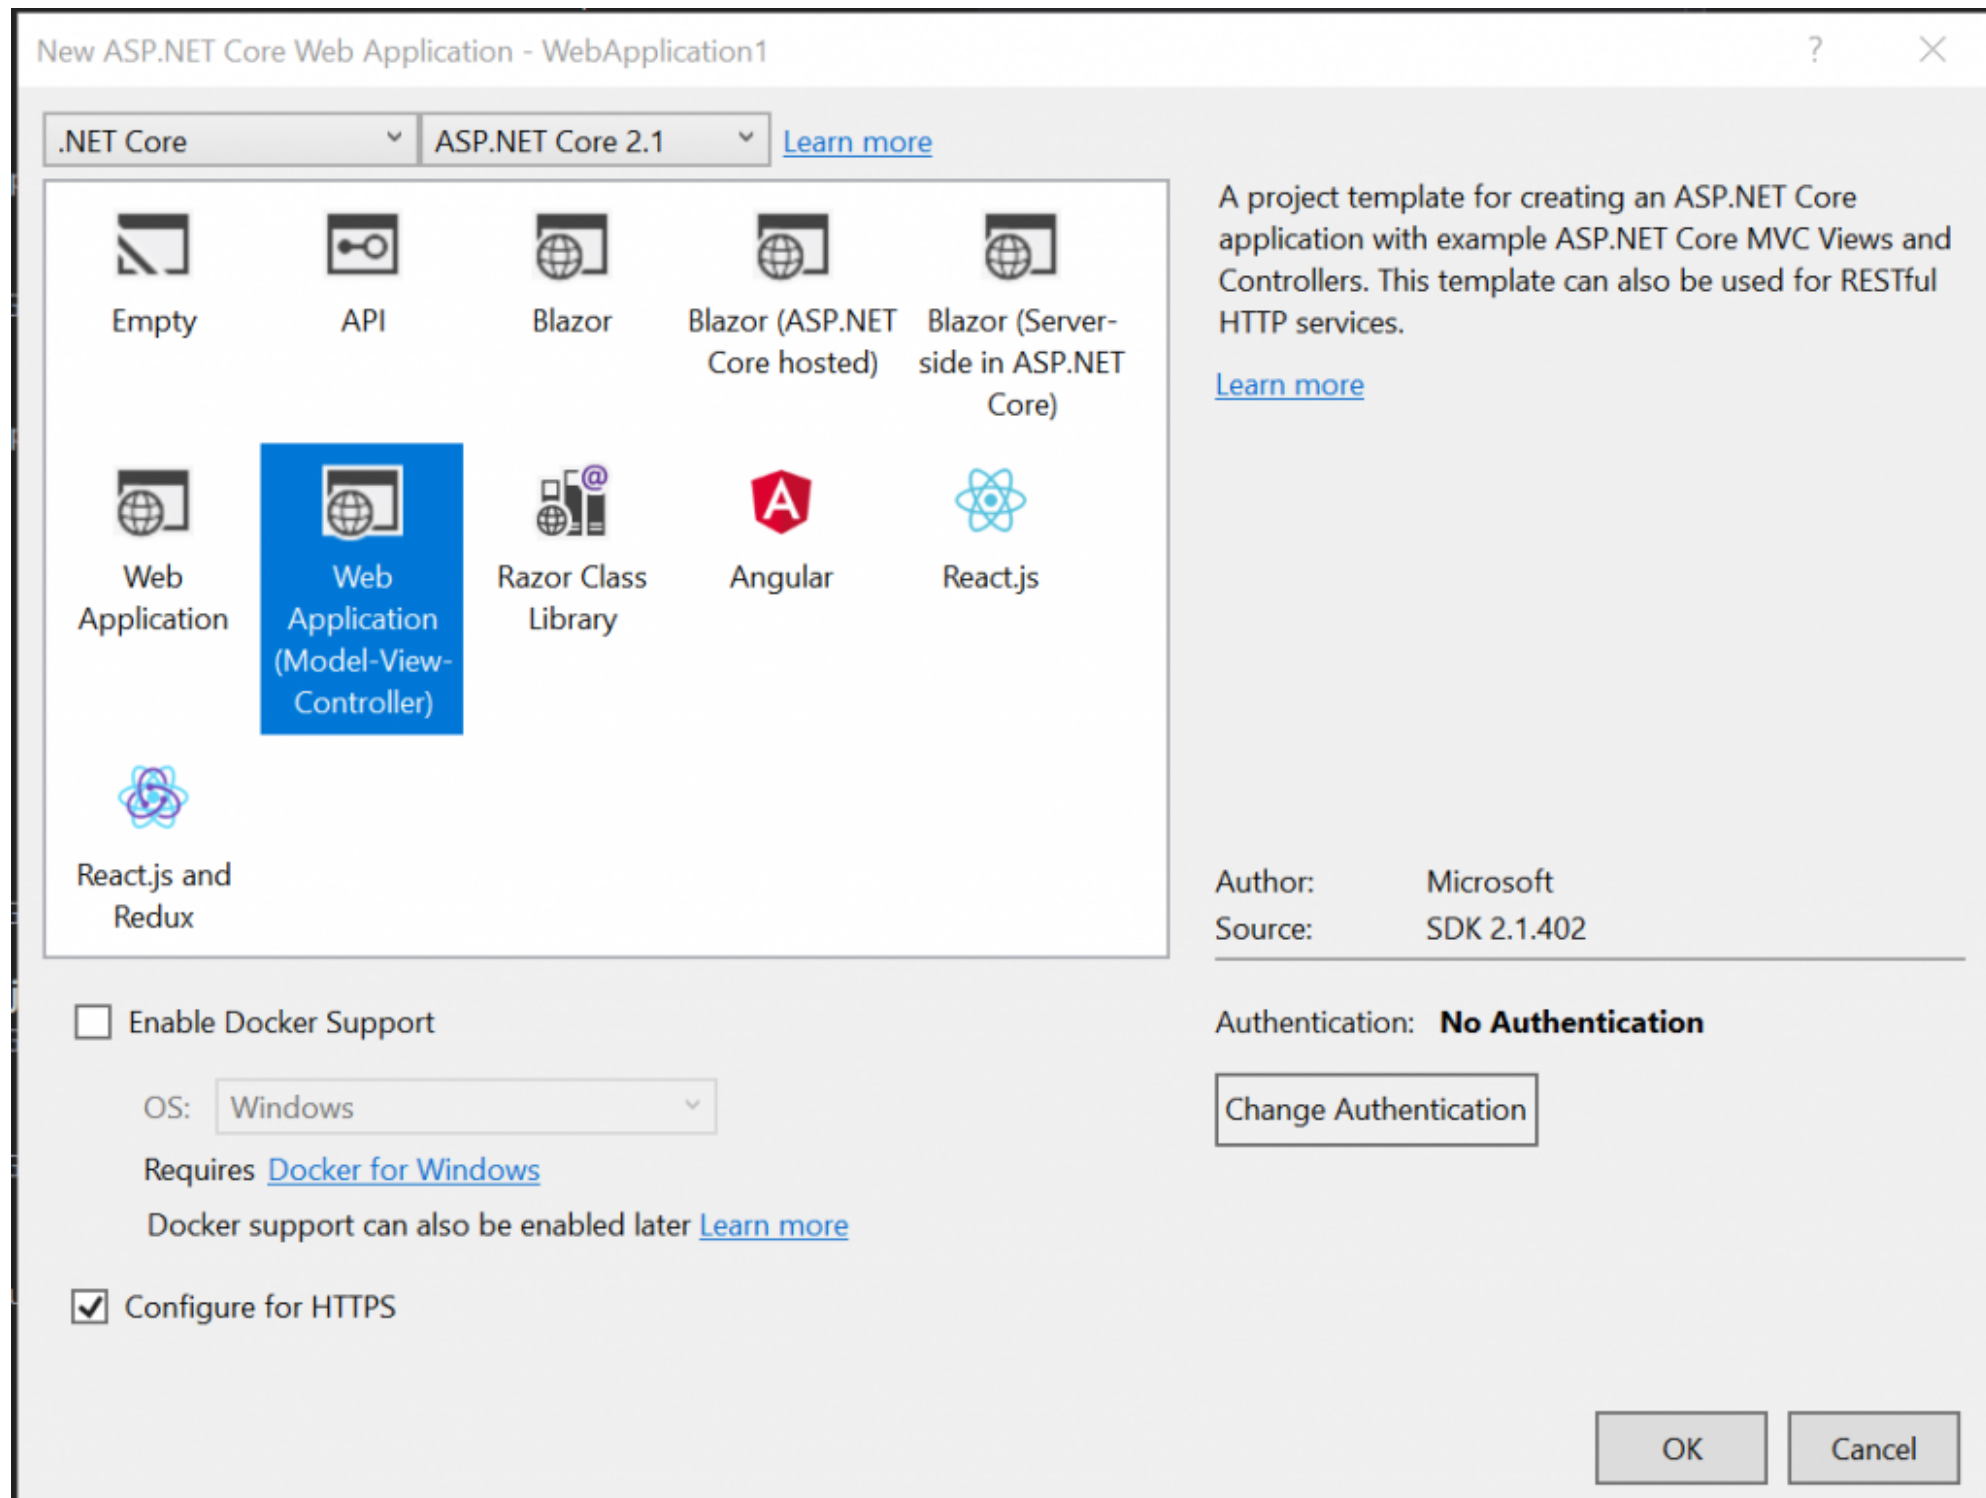 New ASP.NET Core Web Application - WebApplication1
?
.NET Core
ASP.NET Core 2.1
Learn more
Empty
API
Blazor
Blazor (ASP.NET
Core hosted)
Blazor (Server-
side in ASP.NET
Core)
Web
Application
Web
Application
(Model-View-
Controller)
Razor Class
Library
Angular
React.js
React.js and
Redux
A project template for creating an ASP.NET Core
application with example ASP.NET Core MVC Views and
Controllers. This template can also be used for RESTful
HTTP services.
Learn more
Author: Microsoft
Source: SDK 2.1.402
Enable Docker Support
OS: Windows
Requires Docker for Windows
Docker support can also be enabled later Learn more
Configure for HTTPS
Authentication: No Authentication
Change Authentication
OK
Cancel